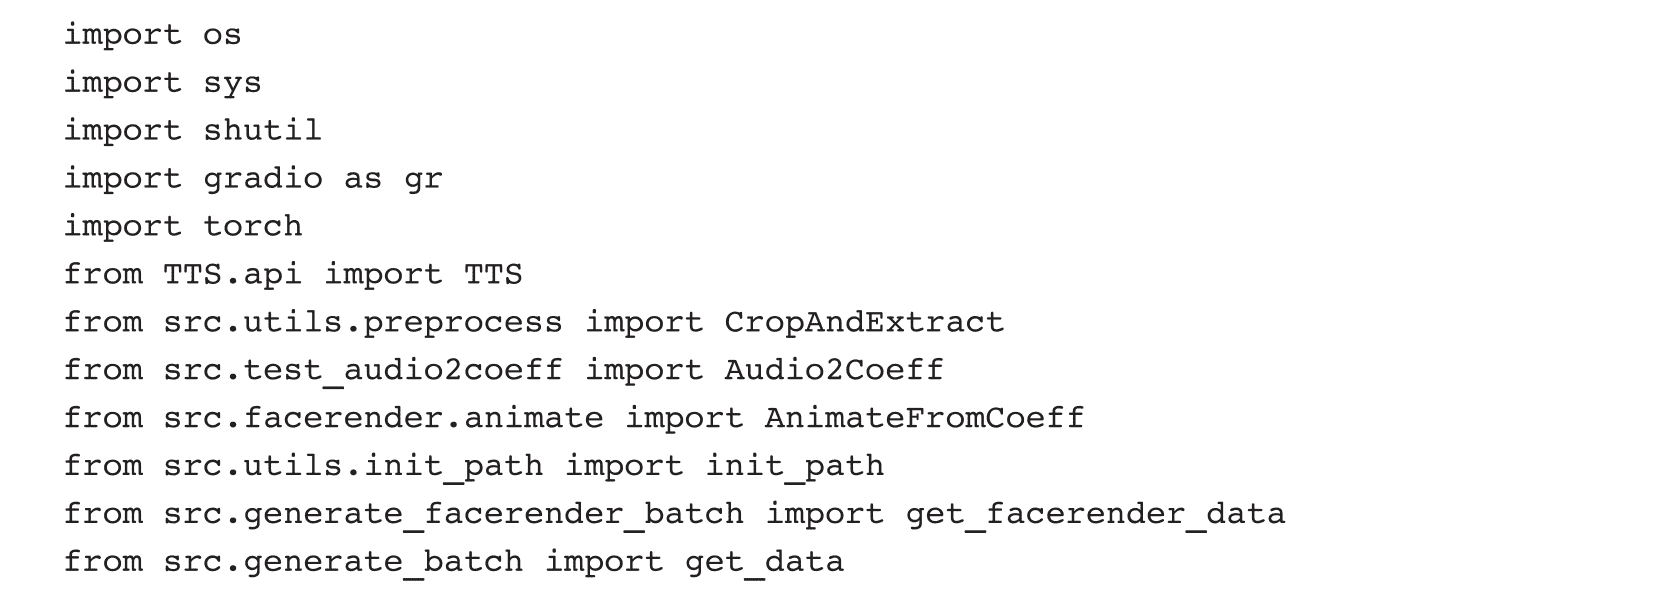 import os
import sys
import shutil
import gradio as gr
import torch
from TTS.api import TTS
from src.utils.preprocess import CropAndExtract
from src.test_audio2coeff import Audio2Coeff
from src.facerender.animate import AnimateFromCoeff
from src.utils.init_path import init_path
from src.generate_facerender_batch import get_facerender_data
from src.generate_batch import get_data